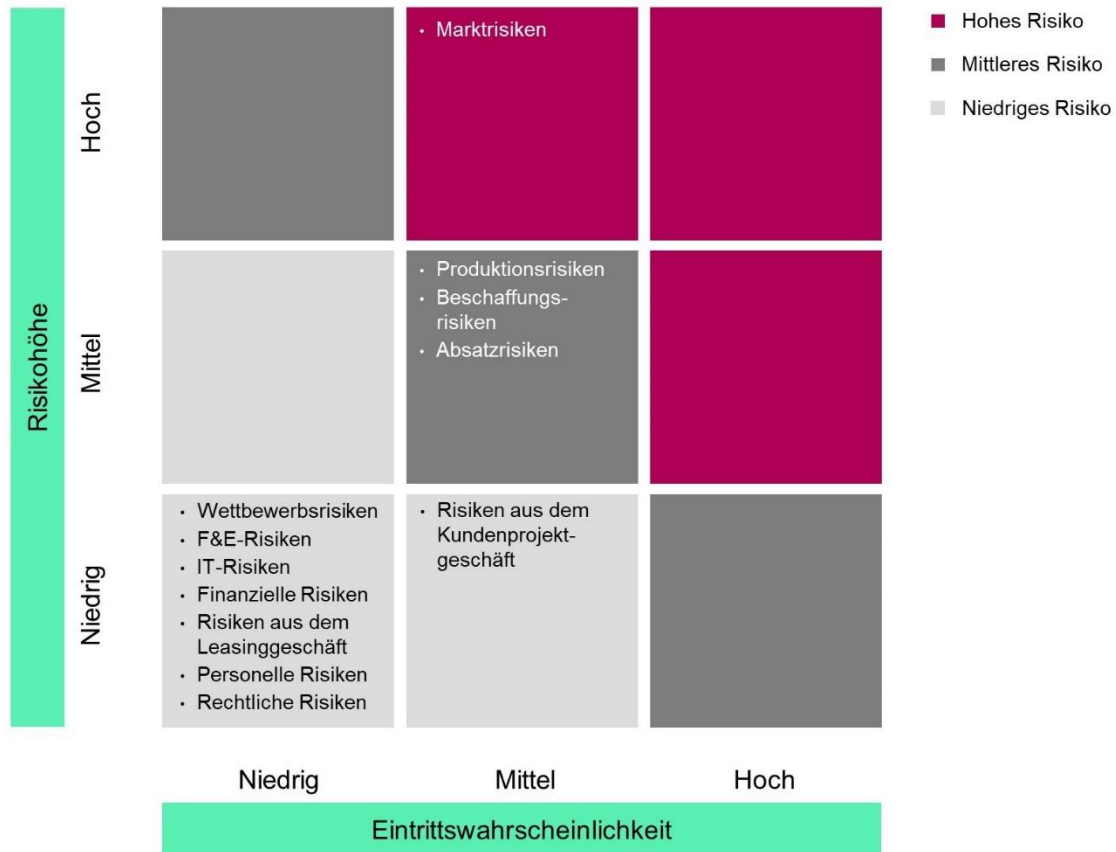 Risikohöhe
Hoch
Mittel
Niedrig
• Marktrisiken
• Produktionsrisiken
• Beschaffungs-
risiken
• Absatzrisiken
• Wettbewerbsrisiken
• F&E-Risiken
• IT-Risiken
• Finanzielle Risiken
• Risiken aus dem
Leasinggeschäft
• Personelle Risiken
• Rechtliche Risiken
• Risiken aus dem
Kundenprojekt-
geschäft
Niedrig
Mittel
Hoch
Eintrittswahrscheinlichkeit
Hohes Risiko
Mittleres Risiko
Niedriges Risiko